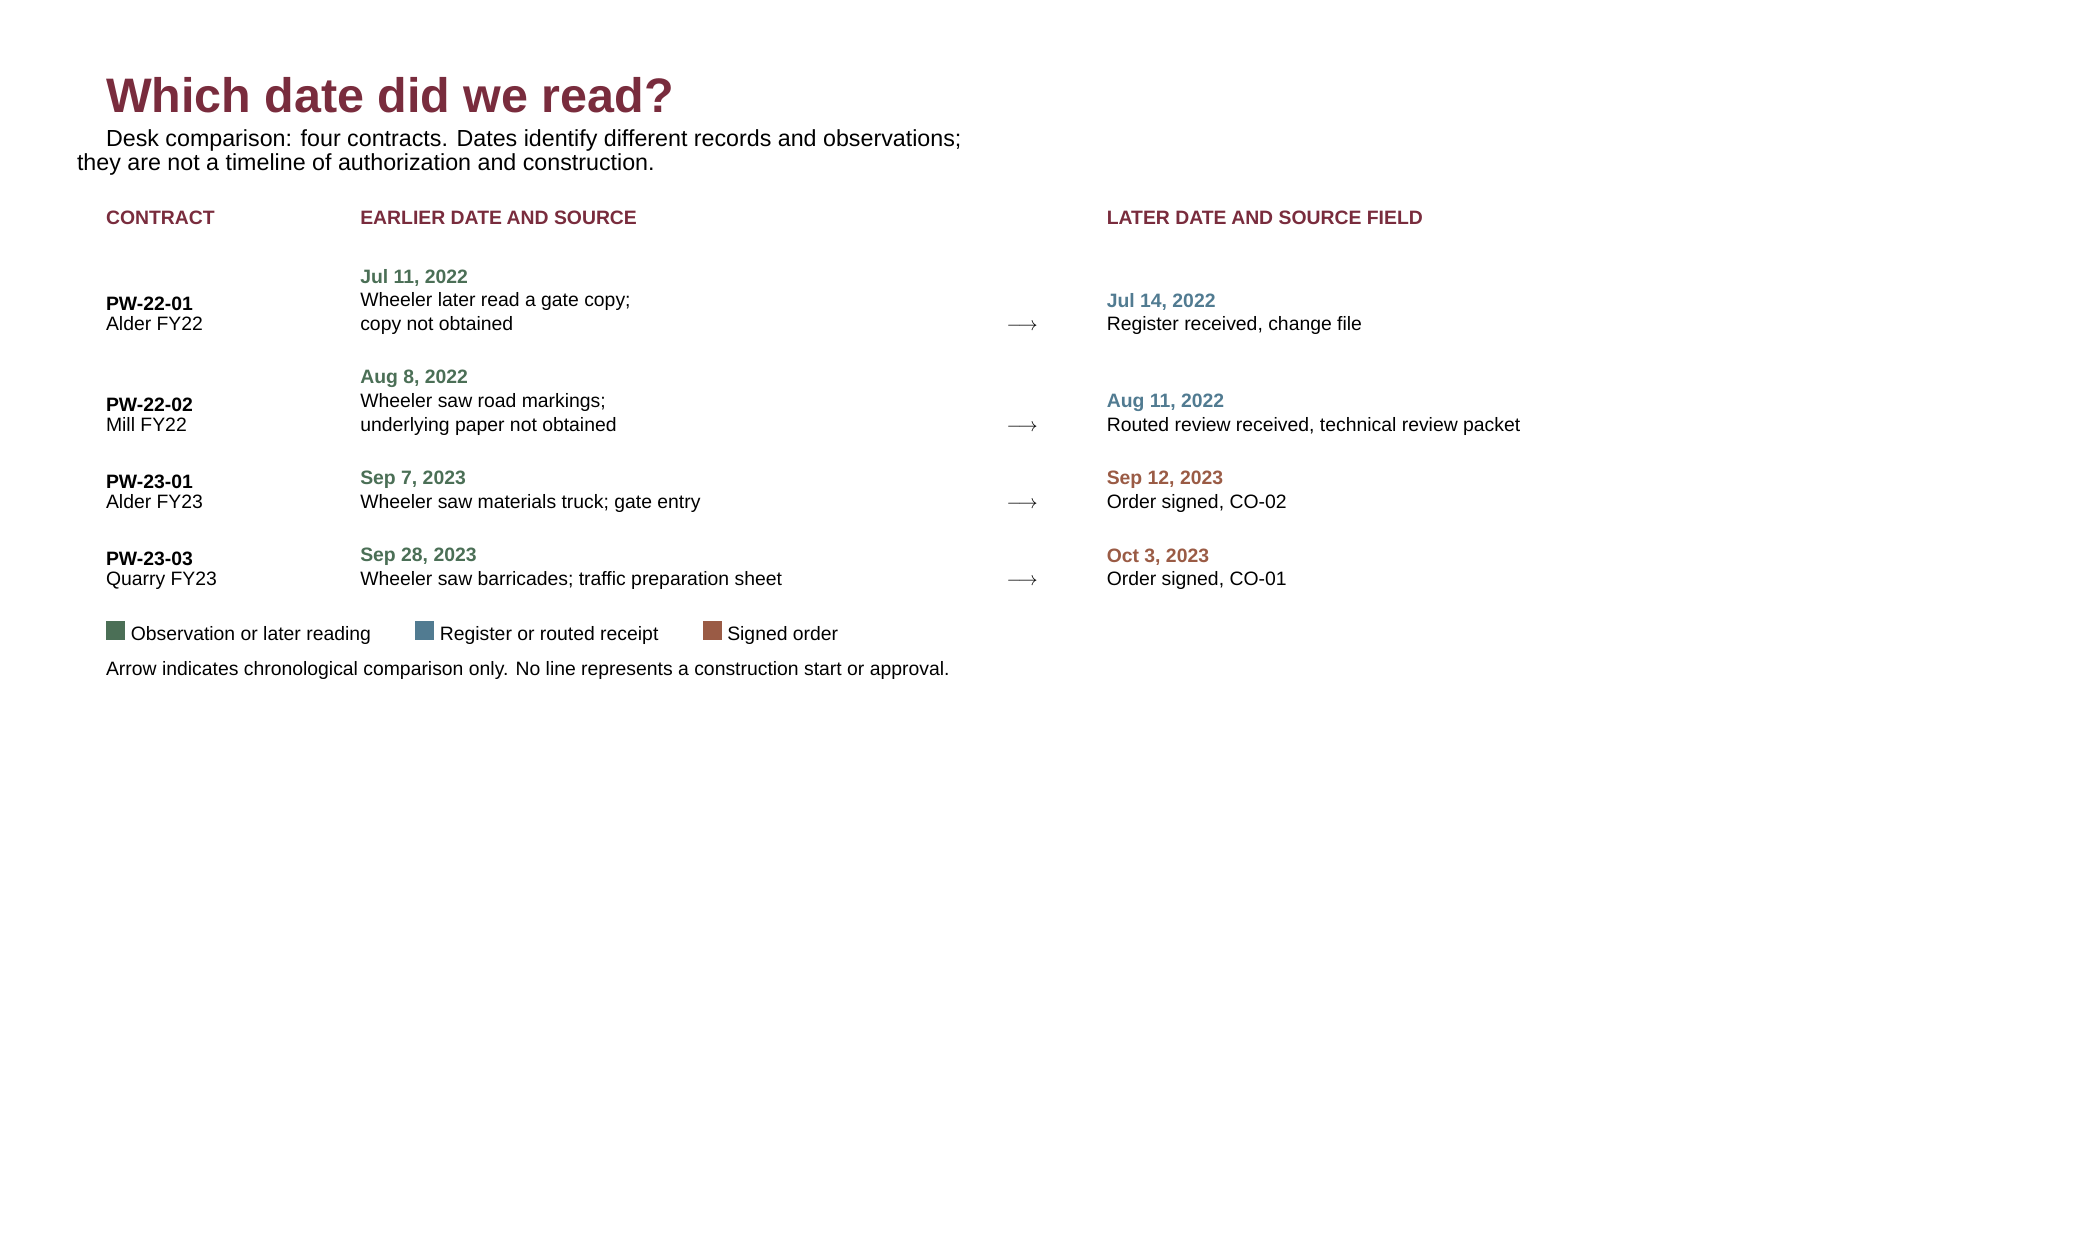 Which date did we read?
Desk comparison: four contracts. Dates identify different records and observations;
they are not a timeline of authorization and construction.
CONTRACT
EARLIER DATE AND SOURCE
LATER DATE AND SOURCE FIELD
PW-22-01
Alder FY22
Jul 11, 2022
Wheeler later read a gate copy;
copy not obtained
⟶
Jul 14, 2022
Register received, change file
PW-22-02
Mill FY22
Aug 8, 2022
Wheeler saw road markings;
underlying paper not obtained
⟶
Aug 11, 2022
Routed review received, technical review packet
PW-23-01
Alder FY23
Sep 7, 2023
Wheeler saw materials truck; gate entry
⟶
Sep 12, 2023
Order signed, CO-02
PW-23-03
Quarry FY23
Sep 28, 2023
Wheeler saw barricades; traffic preparation sheet
⟶
Oct 3, 2023
Order signed, CO-01
Observation or later reading
Register or routed receipt
Signed order
Arrow indicates chronological comparison only. No line represents a construction start or approval.